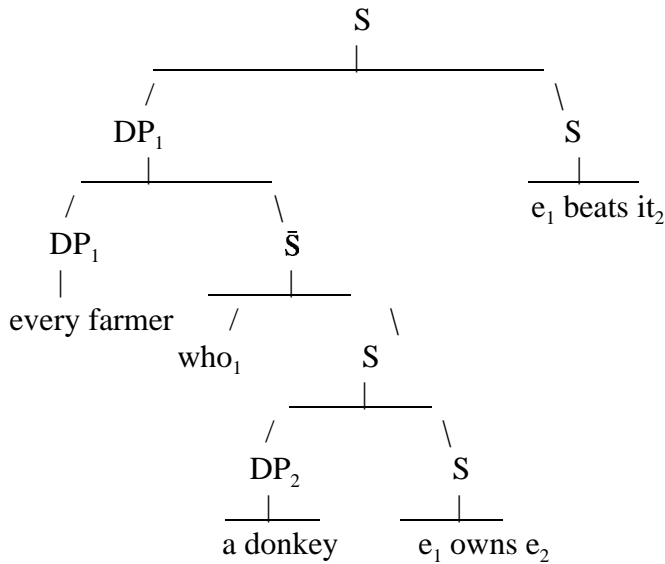 S
DP₁ S
e₁ beats it₂
DP₁ S̄
every farmer
who₁ S
DP₂ S
a donkey e₁ owns e₂